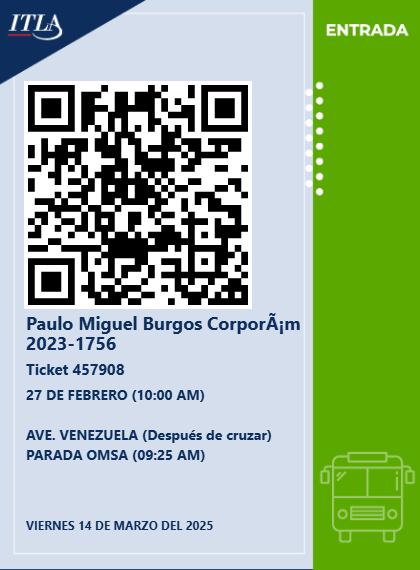 ITLA
ENTRADA
Paulo Miguel Burgos CorporÃ¡m
2023-1756
Ticket 457908
27 DE FEBRERO (10:00 AM)
AVE. VENEZUELA (Después de cruzar)
PARADA OMSA (09:25 AM)
VIERNES 14 DE MARZO DEL 2025